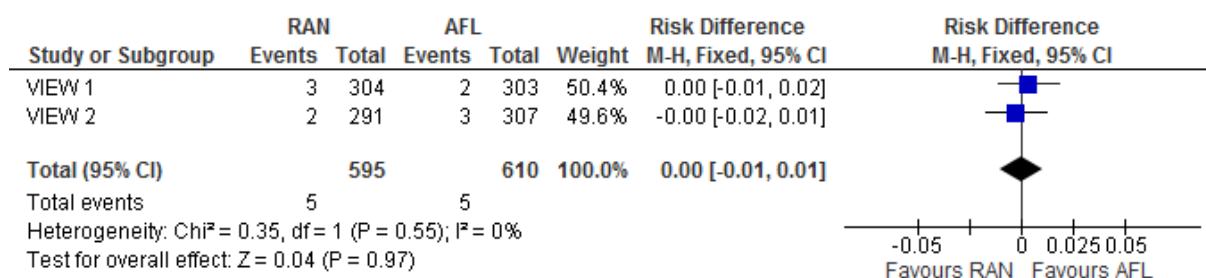 RAN AFL Risk Difference Risk Difference
Study or Subgroup Events Total Events Total Weight M-H, Fixed, 95% CI M-H, Fixed, 95% CI
VIEW 1 3 304 2 303 50.4% 0.00 [-0.01, 0.02]
VIEW 2 2 291 3 307 49.6% -0.00 [-0.02, 0.01]
Total (95% CI) 595 610 100.0% 0.00 [-0.01, 0.01]
Total events 5 5
Heterogeneity: Chi² = 0.35, df = 1 (P = 0.55); I² = 0%
Test for overall effect: Z = 0.04 (P = 0.97)
-0.05 0 0.025 0.05
Favours RAN Favours AFL